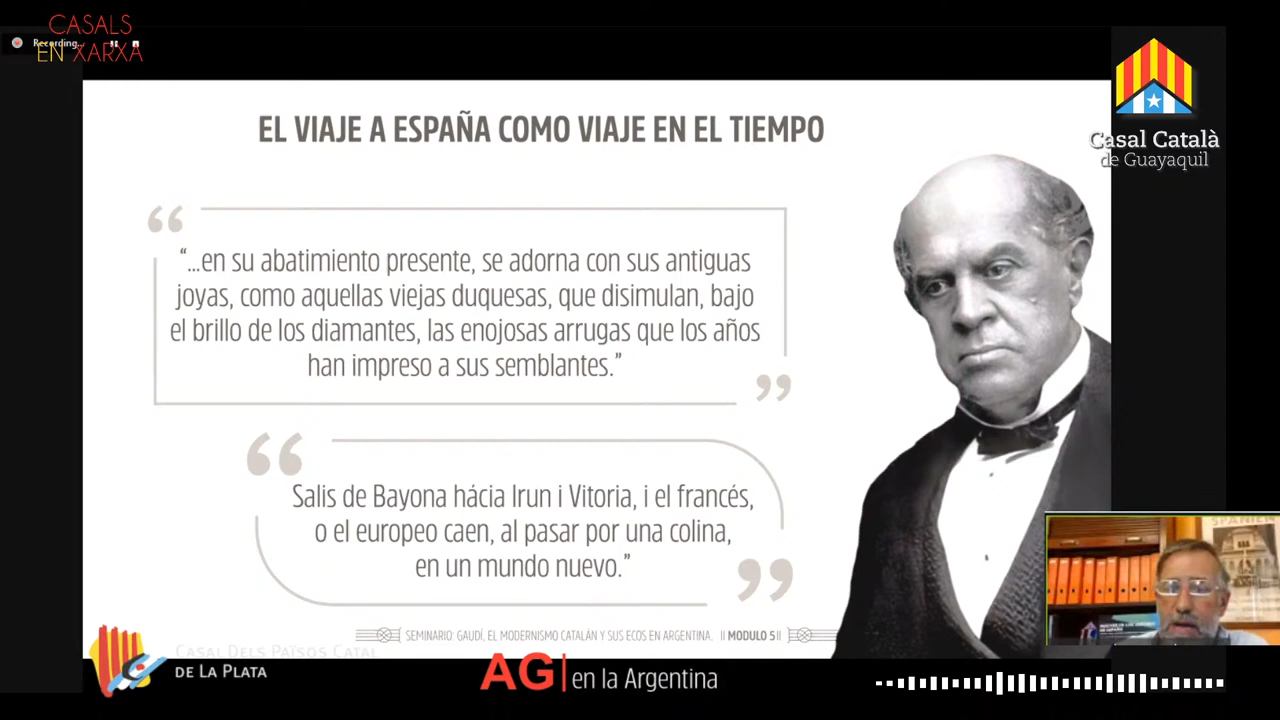 CASALS
EN XARXA
Recording...
Casal Català
de Guayaquil
EL VIAJE A ESPAÑA COMO VIAJE EN EL TIEMPO
“
“...en su abatimiento presente, se adorna con sus antiguas
joyas, como aquellas viejas duquesas, que disimulan, bajo
el brillo de los diamantes, las enojosas arrugas que los años
han impreso a sus semblantes.”
”
“
Salis de Bayona hácia Irun i Vitoria, i el francés,
o el europeo caen, al pasar por una colina,
en un mundo nuevo.”
”
SPANIEN
EMINARIO GAUDÍ, EL MODERNISMO CATALÁN Y SUS ECOS EN ARGENTINA. II MODULO 5 II
CASAL DELS PAÏSOS CATAL
DE LA PLATA
AG| en la Argentina